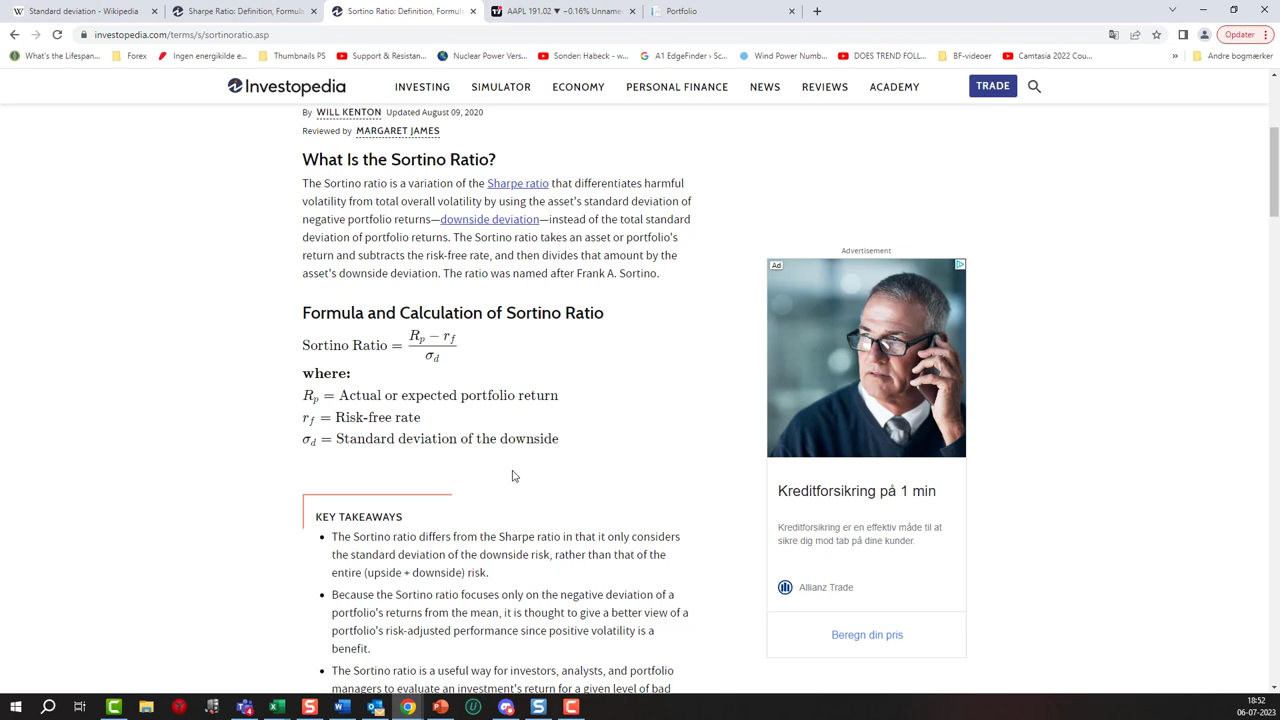 Standard deviation - Wikipedia
Sharpe Ratio: Definition, Formula
Sortino Ratio: Definition, Formula
AAPL 191.02 ▼ −0.16% Unname
Portfolio
investopedia.com/terms/s/sortinoratio.asp
Opdater
What's the Lifespan...
Forex
Ingen energikilde e...
Thumbnails PS
Support & Resistan...
Nuclear Power Vers...
Sonder: Habeck - w...
A1 EdgeFinder › Sc...
Wind Power Numb...
DOES TREND FOLL...
BF-videoer
Camtasia 2022 Cou...
»
Andre bogmærker
Investopedia
INVESTING
SIMULATOR
ECONOMY
PERSONAL FINANCE
NEWS
REVIEWS
ACADEMY
TRADE
By WILL KENTON Updated August 09, 2020
Reviewed by MARGARET JAMES
What Is the Sortino Ratio?
The Sortino ratio is a variation of the Sharpe ratio that differentiates harmful
volatility from total overall volatility by using the asset's standard deviation of
negative portfolio returns—downside deviation—instead of the total standard
deviation of portfolio returns. The Sortino ratio takes an asset or portfolio's
return and subtracts the risk-free rate, and then divides that amount by the
asset's downside deviation. The ratio was named after Frank A. Sortino.
Formula and Calculation of Sortino Ratio
Sortino Ratio = (R_p − r_f) / σ_d
where:
R_p = Actual or expected portfolio return
r_f = Risk-free rate
σ_d = Standard deviation of the downside
KEY TAKEAWAYS
• The Sortino ratio differs from the Sharpe ratio in that it only considers
the standard deviation of the downside risk, rather than that of the
entire (upside + downside) risk.
• Because the Sortino ratio focuses only on the negative deviation of a
portfolio's returns from the mean, it is thought to give a better view of a
portfolio's risk-adjusted performance since positive volatility is a
benefit.
• The Sortino ratio is a useful way for investors, analysts, and portfolio
managers to evaluate an investment's return for a given level of bad
Advertisement
Ad
Kreditforsikring på 1 min
Kreditforsikring er en effektiv måde til at
sikre dig mod tab på dine kunder.
Allianz Trade
Beregn din pris
18:52
06-07-2023